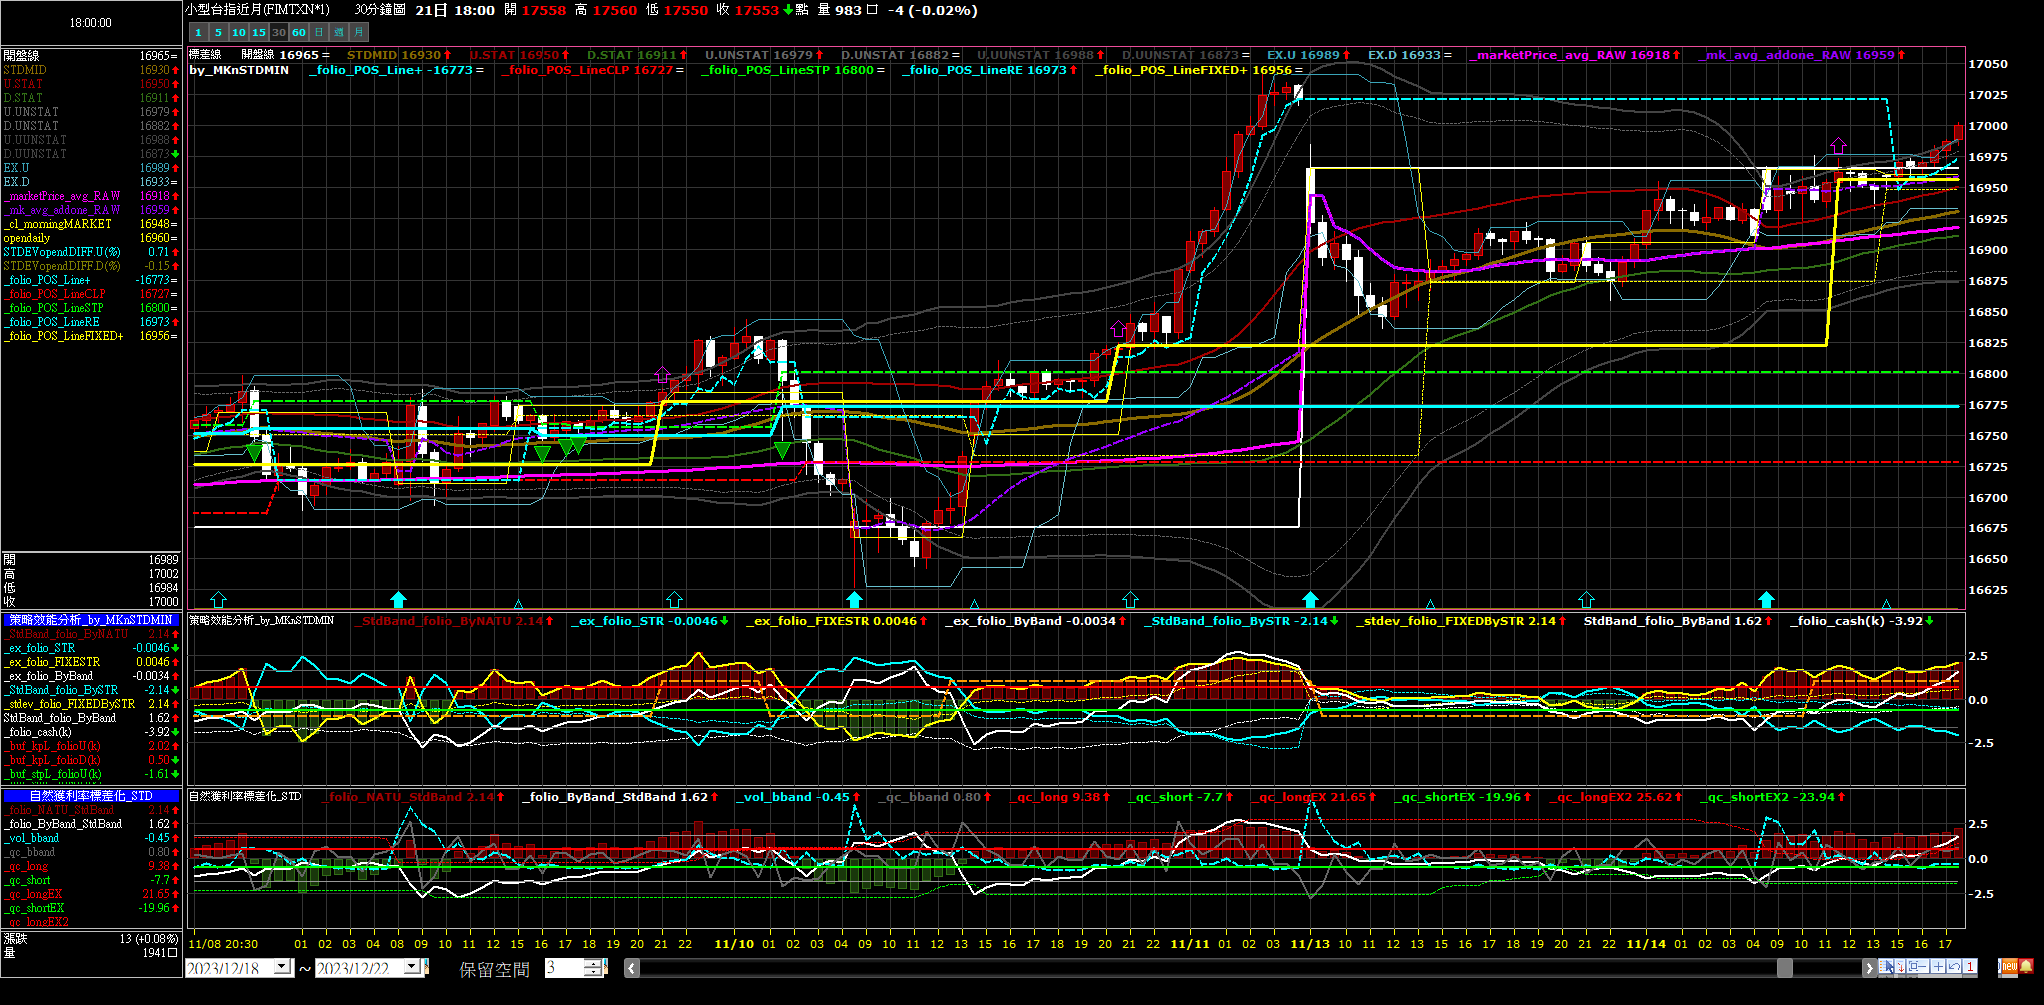 18:00:00
小型台指近月(FIMTXN*1) 30分鐘圖 21日 18:00 開 17558 高 17560 低 17550 收 17553 點 量 983 口 -4 (-0.02%)
1 5 10 15 30 60 日 週 月
標差線 開盤線 16965 = STDMID 16930 U.STAT 16950 D.STAT 16911 U.UNSTAT 16979 D.UNSTAT 16882 = U.UUNSTAT 16988 D.UUNSTAT 16873 = EX.U 16989 EX.D 16933 = _marketPrice_avg_RAW 16918 _mk_avg_addone_RAW 16959
by_MKnSTDMIN _folio_POS_Line+ -16773 = _folio_POS_LineCLP 16727 = _folio_POS_LineSTP 16800 = _folio_POS_LineRE 16973 _folio_POS_LineFIXED+ 16956 =
開盤線 16965=
STDMID 16930
U.STAT 16950
D.STAT 16911
U.UNSTAT 16979
D.UNSTAT 16882
U.UUNSTAT 16988
D.UUNSTAT 16873
EX.U 16989
EX.D 16933=
_marketPrice_avg_RAW 16918
_mk_avg_addone_RAW 16959
_cl_morningMARKET 16948=
opendaily 16960=
STDEVopendDIFF.U(%) 0.71
STDEVopendDIFF.D(%) -0.15
_folio_POS_Line+ -16773=
_folio_POS_LineCLP 16727=
_folio_POS_LineSTP 16800=
_folio_POS_LineRE 16973
_folio_POS_LineFIXED+ 16956=
開 16989
高 17002
低 16984
收 17000
17050
17025
17000
16975
16950
16925
16900
16875
16850
16825
16800
16775
16750
16725
16700
16675
16650
16625
策略效能分析_by_MKnSTDMIN
_StdBand_folio_ByNATU 2.14
_ex_folio_STR -0.0046
_ex_folio_FIXESTR 0.0046
_ex_folio_ByBand -0.0034
_StdBand_folio_BySTR -2.14
_stdev_folio_FIXEDBySTR 2.14
StdBand_folio_ByBand 1.62
_folio_cash(k) -3.92
_buf_kpL_folioU(k) 2.02
_buf_kpL_folioD(k) 0.50
_buf_stpL_folioU(k) -1.61
策略效能分析_by_MKnSTDMIN _StdBand_folio_ByNATU 2.14 _ex_folio_STR -0.0046 _ex_folio_FIXESTR 0.0046 _ex_folio_ByBand -0.0034 _StdBand_folio_BySTR -2.14 _stdev_folio_FIXEDBySTR 2.14 StdBand_folio_ByBand 1.62 _folio_cash(k) -3.92
2.5
0.0
-2.5
自然獲利率標差化_STD
_folio_NATU_StdBand 2.14
_folio_ByBand_StdBand 1.62
_vol_bband -0.45
_qc_bband 0.80
_qc_long 9.38
_qc_short -7.7
_qc_longEX 21.65
_qc_shortEX -19.96
_qc_longEX2
自然獲利率標差化_STD _folio_NATU_StdBand 2.14 _folio_ByBand_StdBand 1.62 _vol_bband -0.45 _qc_bband 0.80 _qc_long 9.38 _qc_short -7.7 _qc_longEX 21.65 _qc_shortEX -19.96 _qc_longEX2 25.62 _qc_shortEX2 -23.94
2.5
0.0
-2.5
漲跌 13 (+0.08%)
量 1941口
11/08 20:30 01 02 03 04 08 09 10 12 15 16 17 18 19 20 21 22 11/10 01 02 03 04 09 10 11 12 13 15 16 17 18 19 20 21 22 11/11 01 02 03 11/13 10 11 12 13 15 16 17 18 19 20 21 22 11/14 01 02 03 04 09 10 11 12 13 15 16 17
2023/12/18 ~ 2023/12/22 保留空間 3
1 new